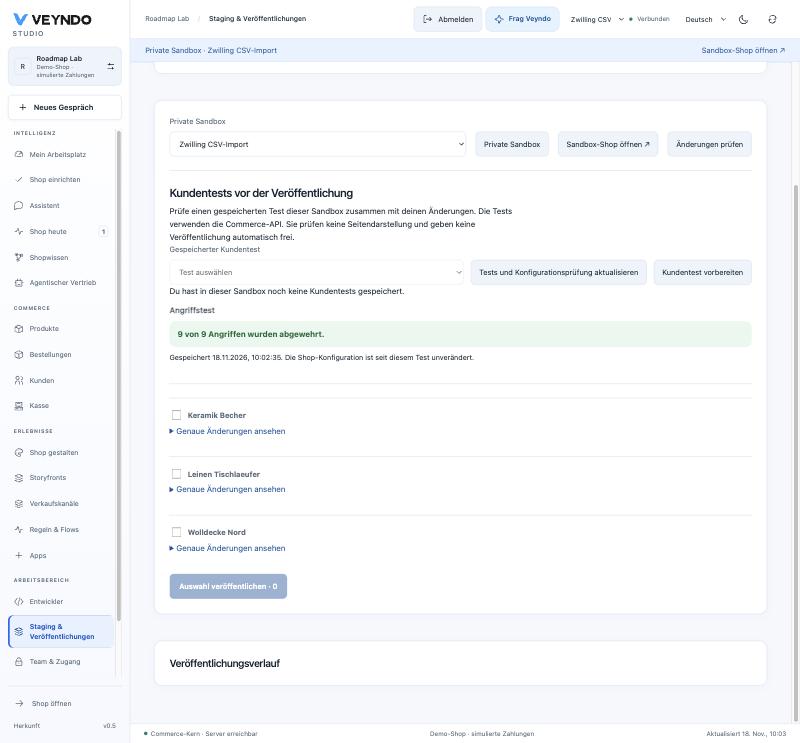 VEYNDO
STUDIO
R
Roadmap Lab
Demo-Shop ·
simulierte Zahlungen
+ Neues Gespräch
INTELLIGENZ
Mein Arbeitsplatz
Shop einrichten
Assistent
Shop heute
1
Shopwissen
Agentischer Vertrieb
COMMERCE
Produkte
Bestellungen
Kunden
Kasse
ERLEBNISSE
Shop gestalten
Storyfronts
Verkaufskanäle
Regeln & Flows
Apps
ARBEITSBEREICH
Entwickler
Staging &
Veröffentlichungen
Team & Zugang
Shop öffnen
Herkunft
v0.5
Roadmap Lab / Staging & Veröffentlichungen
Abmelden
Frag Veyndo
Zwilling CSV
Verbunden
Deutsch
Private Sandbox · Zwilling CSV-Import
Sandbox-Shop öffnen ↗
Private Sandbox
Zwilling CSV-Import
Private Sandbox
Sandbox-Shop öffnen ↗
Änderungen prüfen
Kundentests vor der Veröffentlichung
Prüfe einen gespeicherten Test dieser Sandbox zusammen mit deinen Änderungen. Die Tests
verwenden die Commerce-API. Sie prüfen keine Seitendarstellung und geben keine
Veröffentlichung automatisch frei.
Gespeicherter Kundentest
Test auswählen
Tests und Konfigurationsprüfung aktualisieren
Kundentest vorbereiten
Du hast in dieser Sandbox noch keine Kundentests gespeichert.
Angriffstest
9 von 9 Angriffen wurden abgewehrt.
Gespeichert 18.11.2026, 10:02:35. Die Shop-Konfiguration ist seit diesem Test unverändert.
Keramik Becher
Genaue Änderungen ansehen
Leinen Tischlaeufer
Genaue Änderungen ansehen
Wolldecke Nord
Genaue Änderungen ansehen
Auswahl veröffentlichen · 0
Veröffentlichungsverlauf
Commerce-Kern · Server erreichbar
Demo-Shop · simulierte Zahlungen
Aktualisiert 18. Nov., 10:03